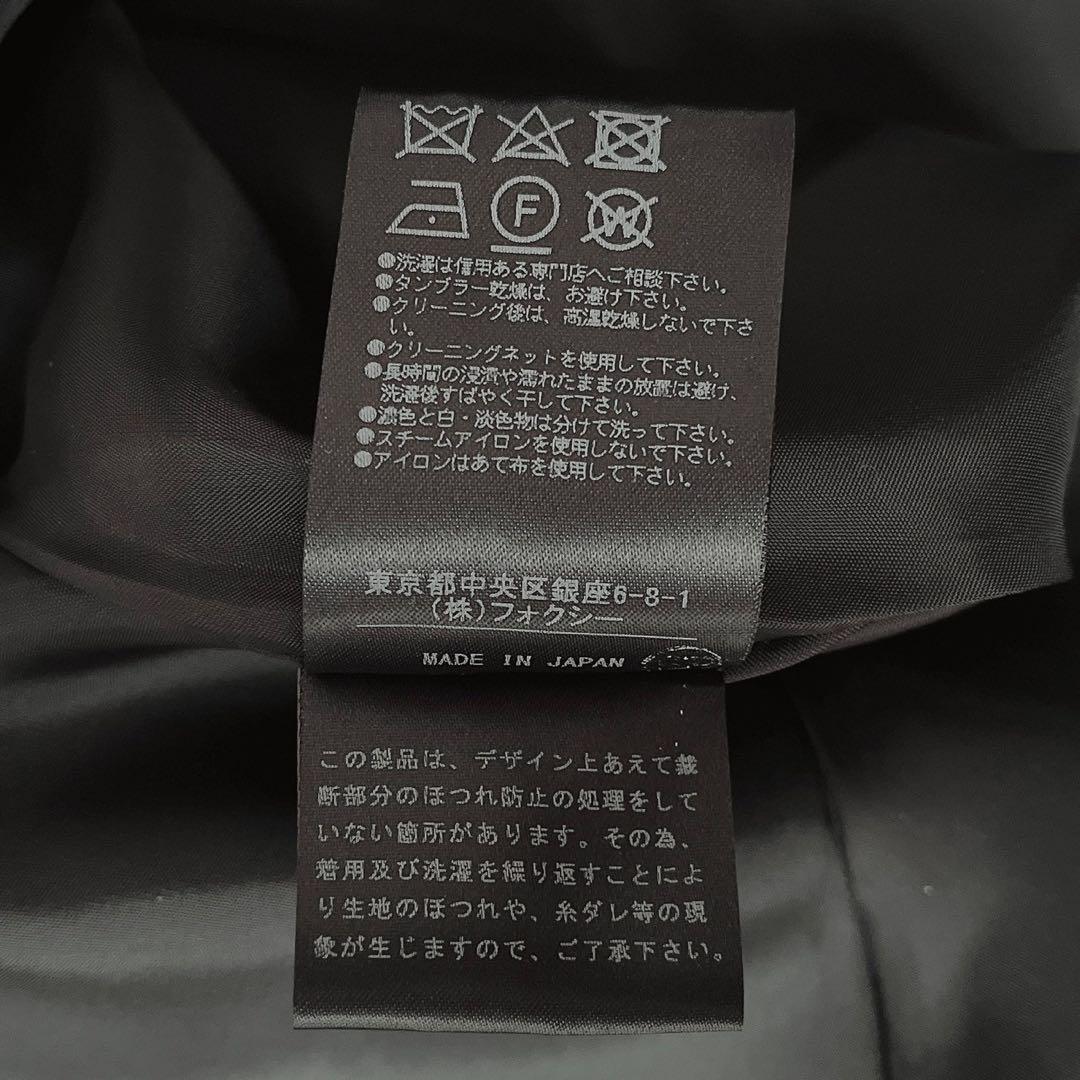 F W
●洗濯は信用ある専門店へご相談下さい。
●タンブラー乾燥は、お避け下さい。
●クリーニング後は、高温乾燥しないで下さ
い。
●クリーニングネットを使用して下さい。
●長時間の浸漬や濡れたままの放置は避け、
洗濯後すばやく干して下さい。
●濃色と白・淡色物は分けて洗って下さい。
●スチームアイロンを使用しないで下さい。
●アイロンはあて布を使用して下さい。
東京都中央区銀座6-8-1
(株)フォクシー
MADE IN JAPAN
この製品は、デザイン上あえて裁
断部分のほつれ防止の処理をして
いない箇所があります。その為、
着用及び洗濯を繰り返すことによ
り生地のほつれや、糸ダレ等の現
象が生じますので、ご了承下さい。